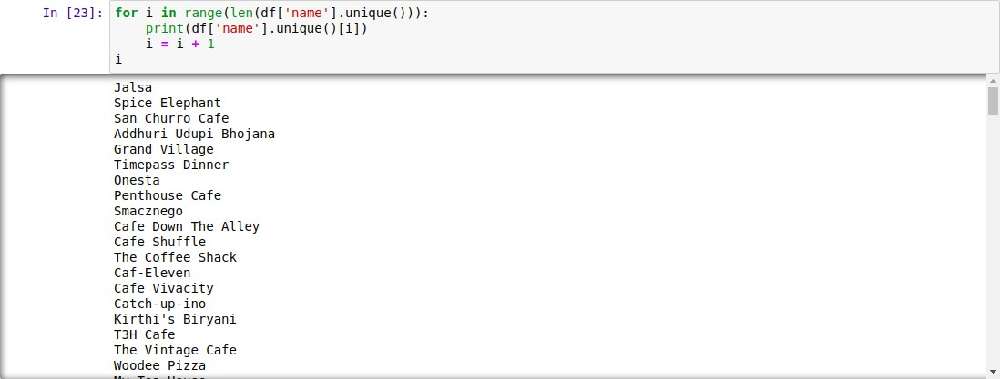 In [23]: for i in range(len(df['name'].unique())):
    print(df['name'].unique()[i])
    i = i + 1
i
Jalsa
Spice Elephant
San Churro Cafe
Addhuri Udupi Bhojana
Grand Village
Timepass Dinner
Onesta
Penthouse Cafe
Smacznego
Cafe Down The Alley
Cafe Shuffle
The Coffee Shack
Caf-Eleven
Cafe Vivacity
Catch-up-ino
Kirthi's Biryani
T3H Cafe
The Vintage Cafe
Woodee Pizza